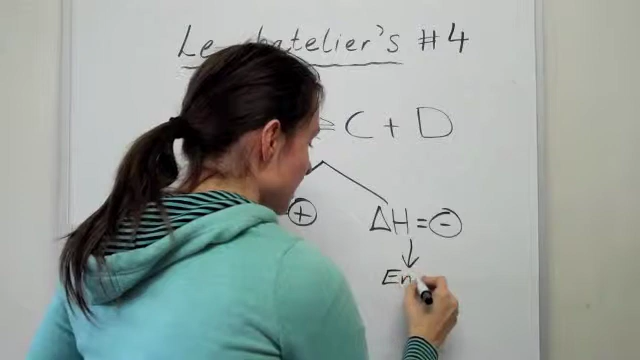 Le Chatelier's #4
⇌ C + D
⊕ ΔH = ⊖
↓
En